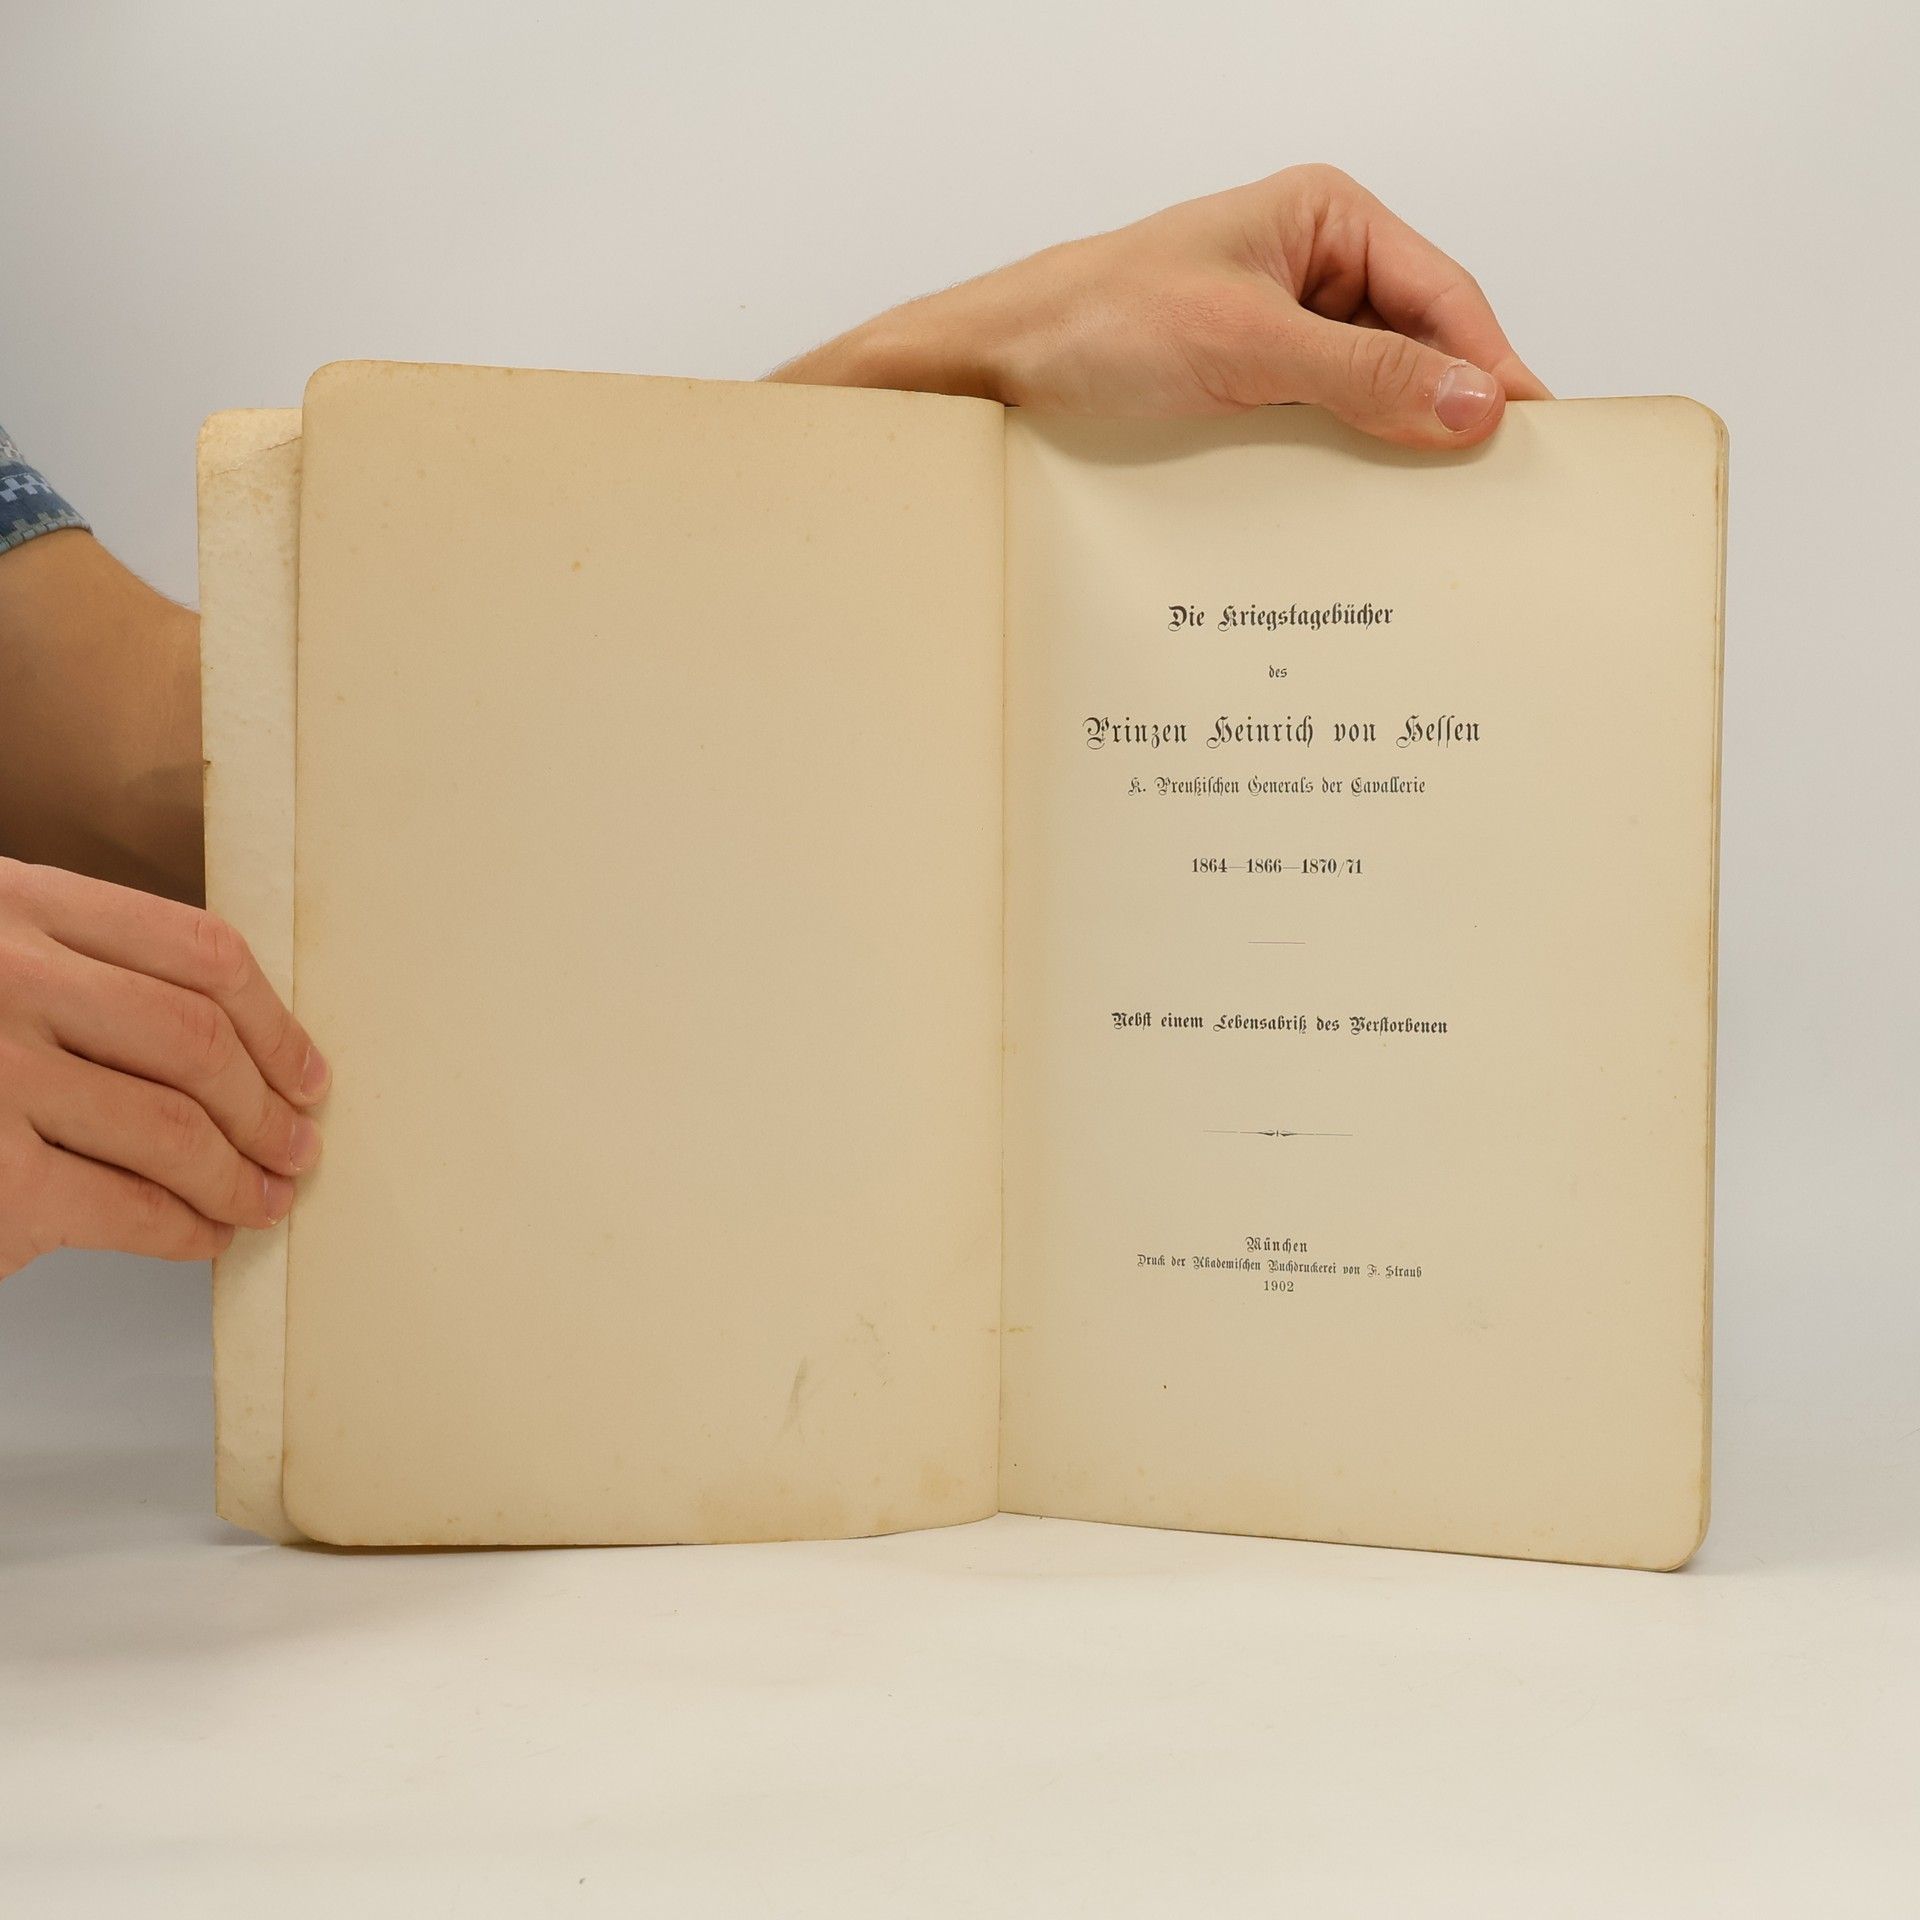 Die Kriegstagebücher
des
Prinzen Heinrich von Hessen
K. Preußischen Generals der Cavallerie
1864—1866—1870/71
Nebst einem Lebensabriß des Verstorbenen
München
Druck der Akademischen Buchdruckerei von F. Straub
1902